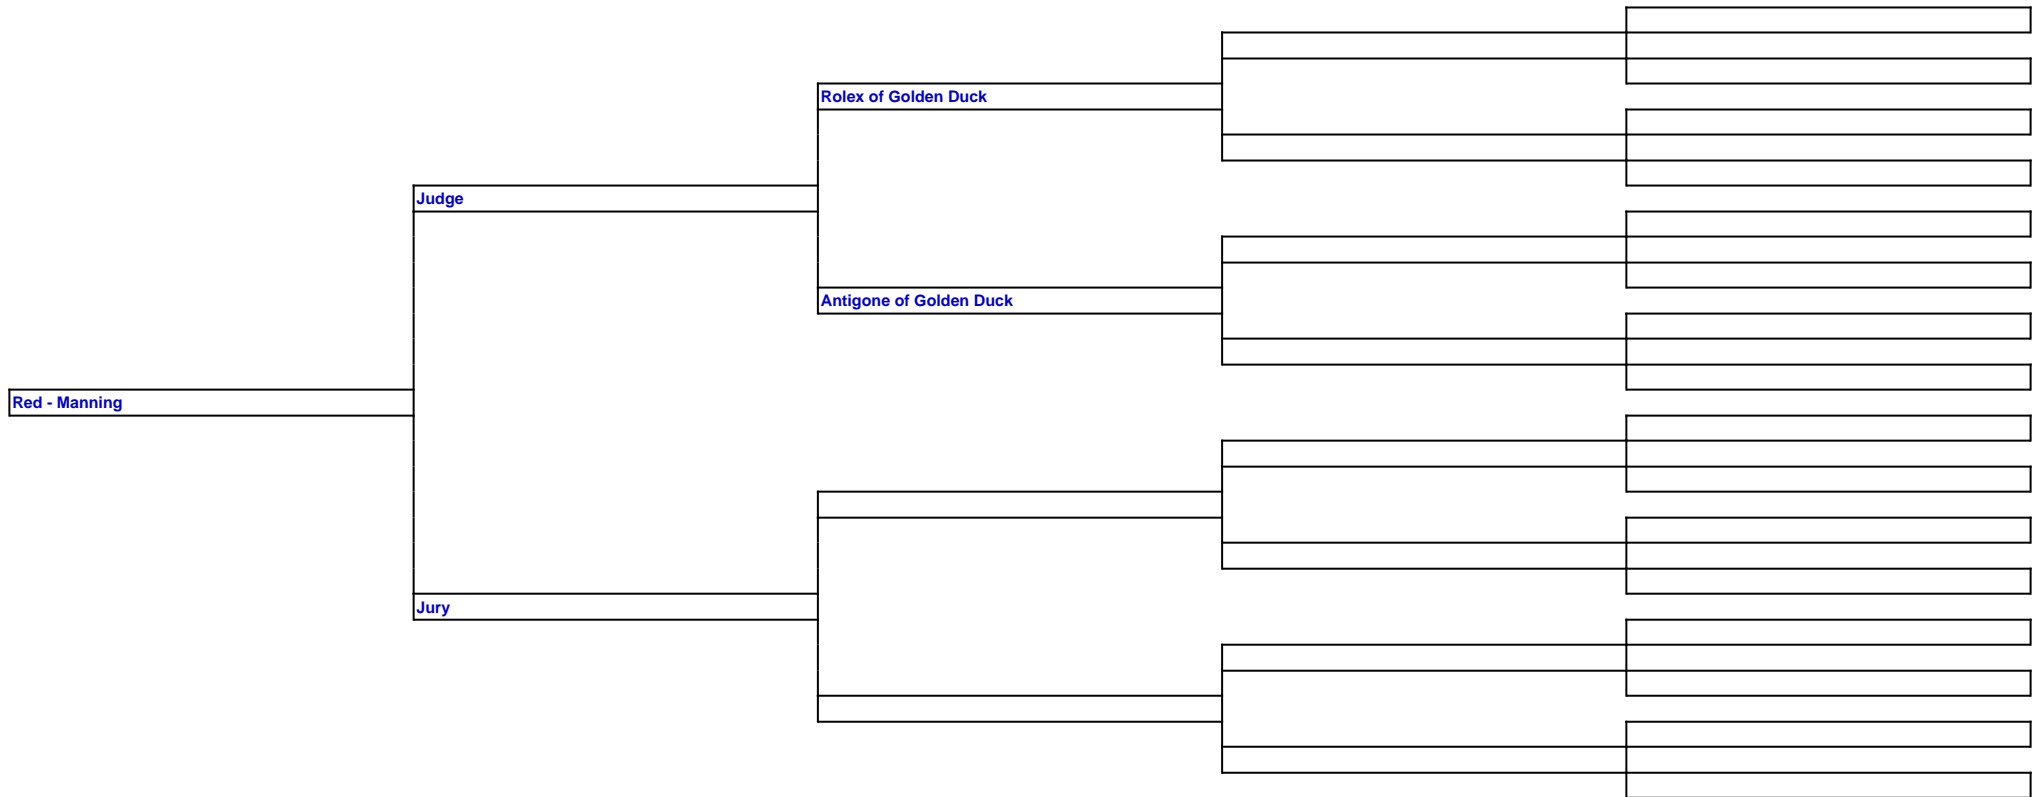 Rolex of Golden Duck
Judge
Antigone of Golden Duck
Red - Manning
Jury